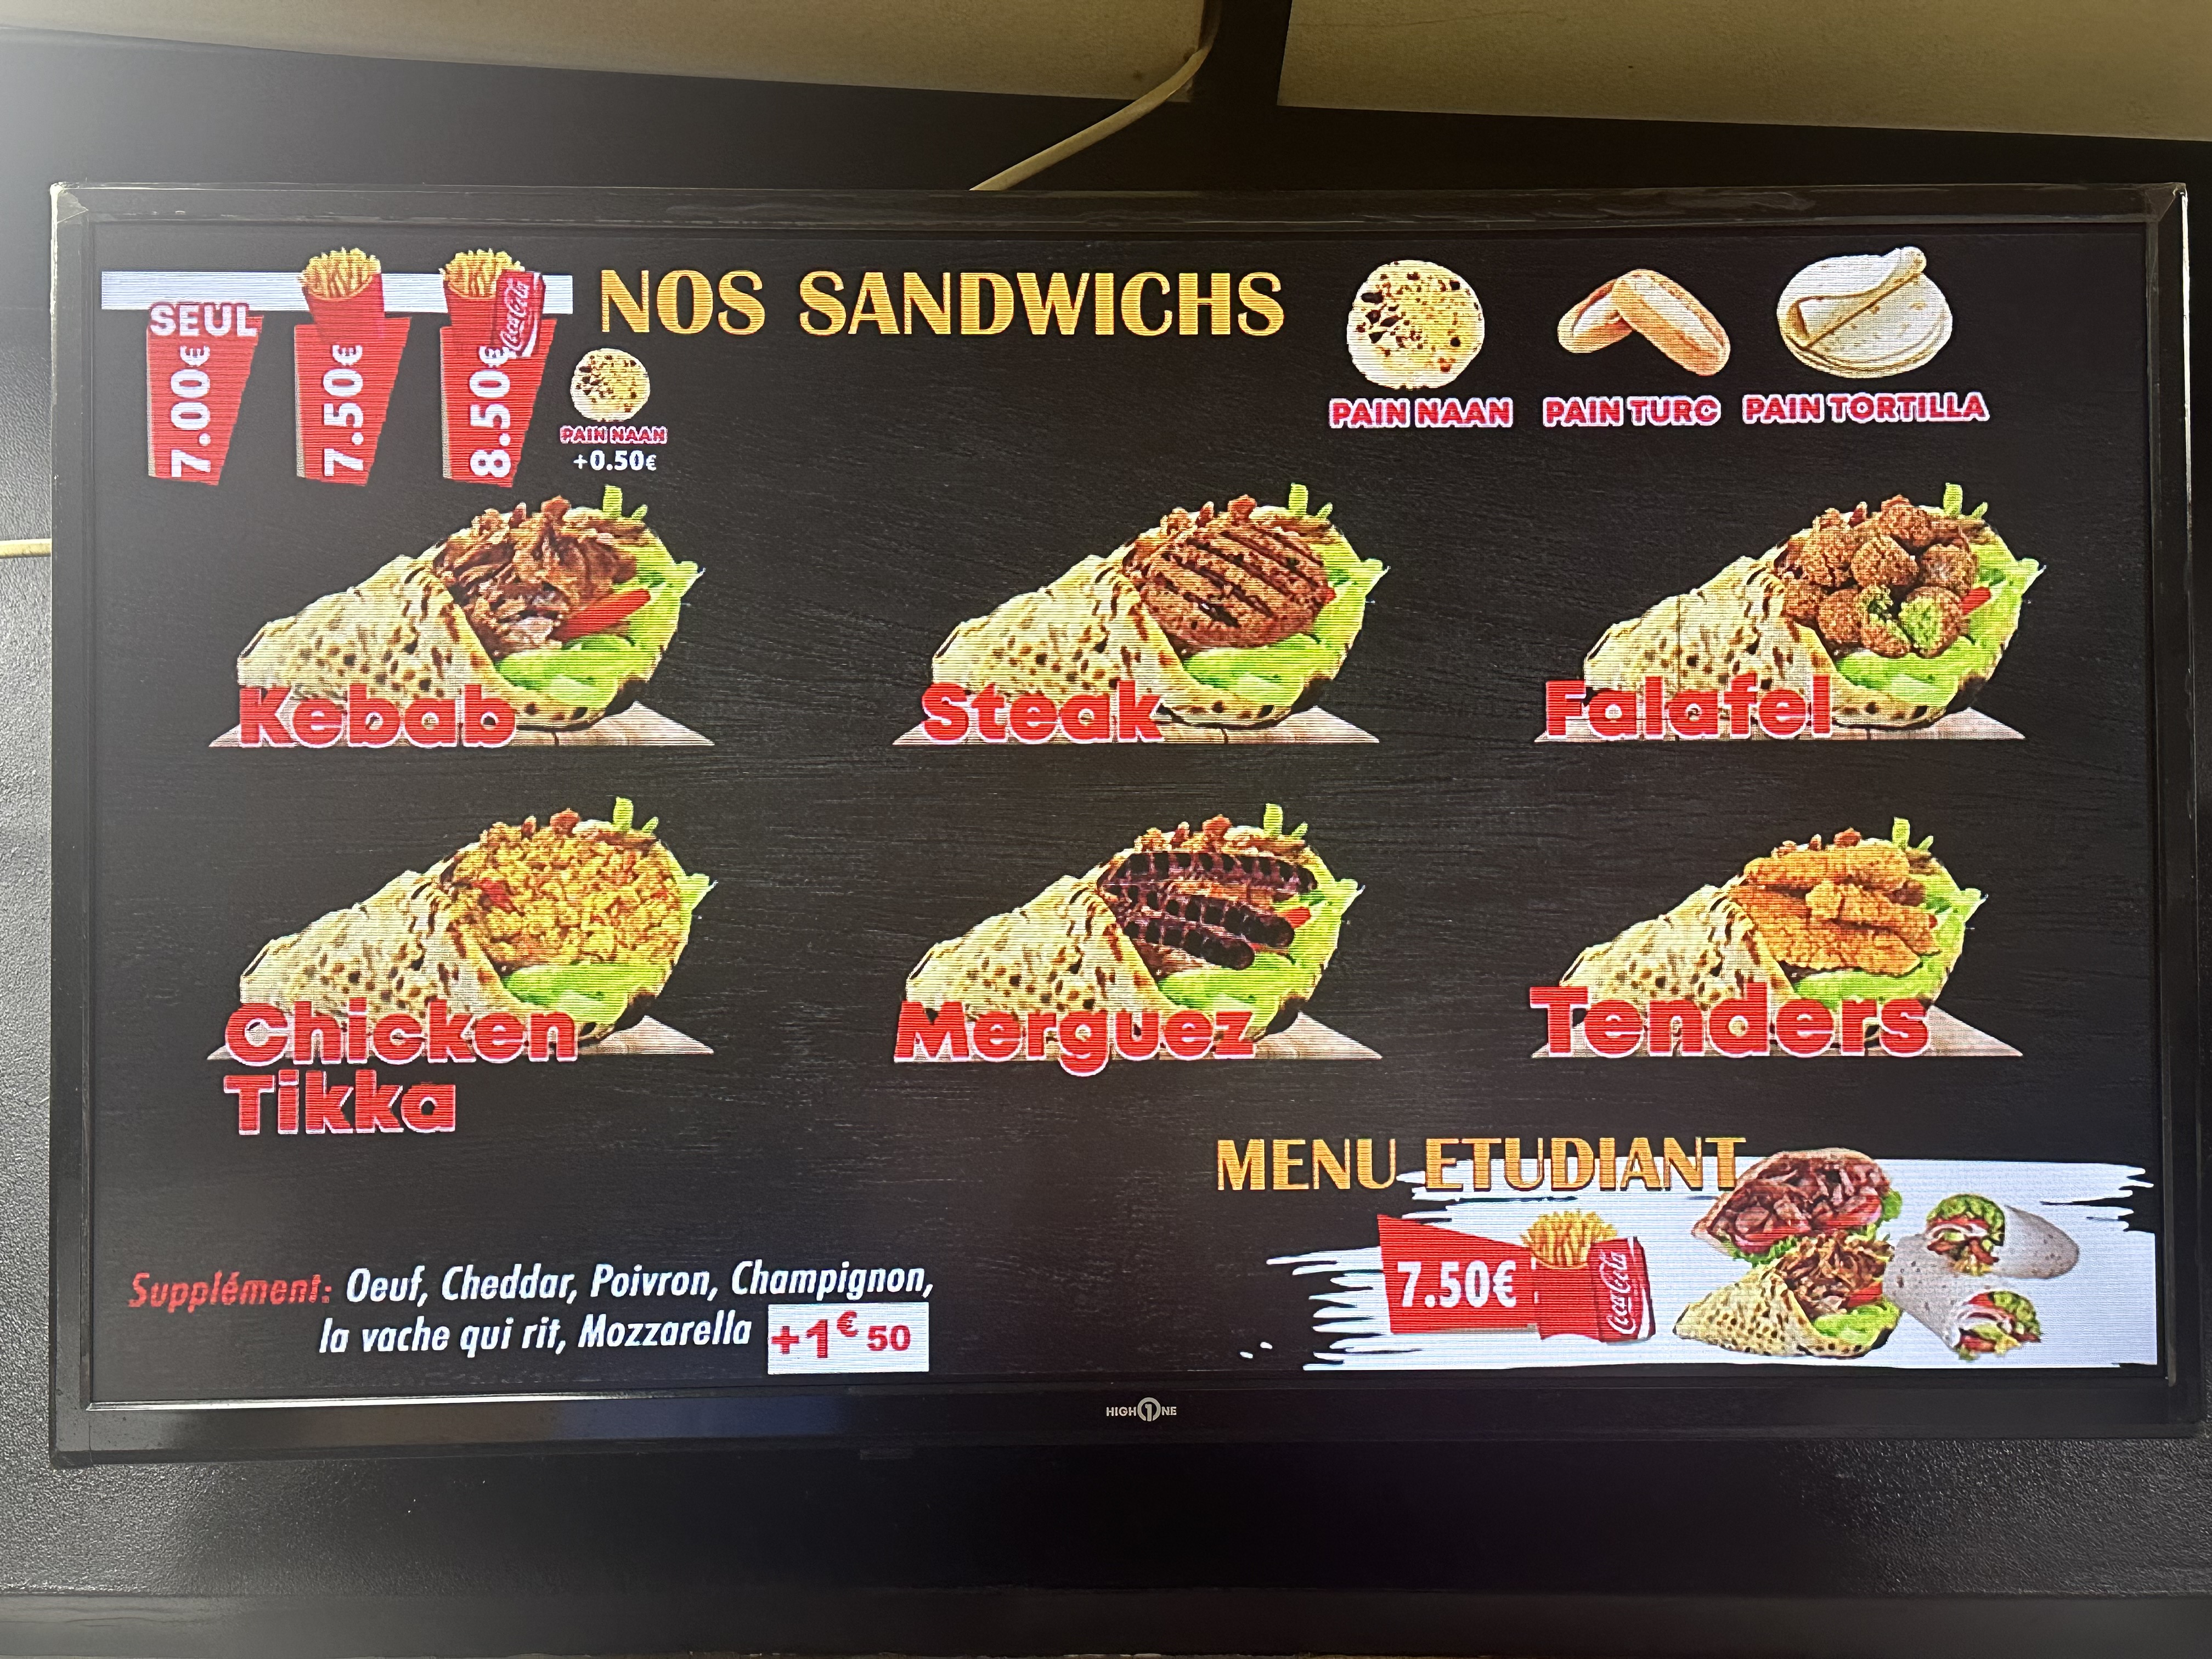 NOS SANDWICHS
SEUL
7.00€
7.50€
8.50€
Coca-Cola
PAIN NAAN
+0.50€
PAIN NAAN
PAIN TURC
PAIN TORTILLA
Kebab
Steak
Falafel
Chicken
Tikka
Merguez
Tenders
MENU ETUDIANT
7.50€
Coca-Cola
Supplément: Oeuf, Cheddar, Poivron, Champignon,
la vache qui rit, Mozzarella +1€50
HIGH1NE